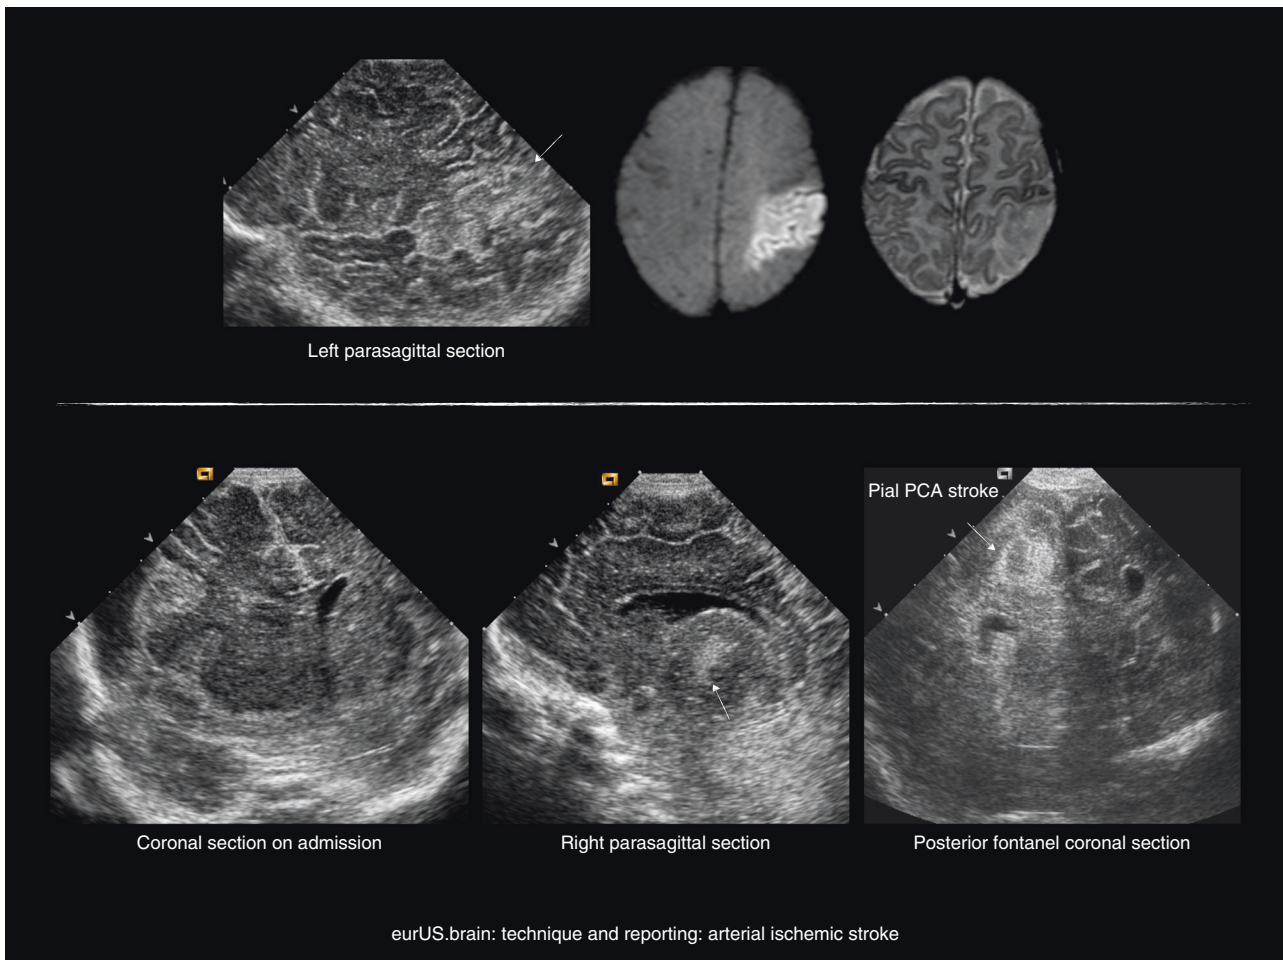 Left parasagittal section
Pial PCA stroke
Coronal section on admission
Right parasagittal section
Posterior fontanel coronal section
eurUS.brain: technique and reporting: arterial ischemic stroke